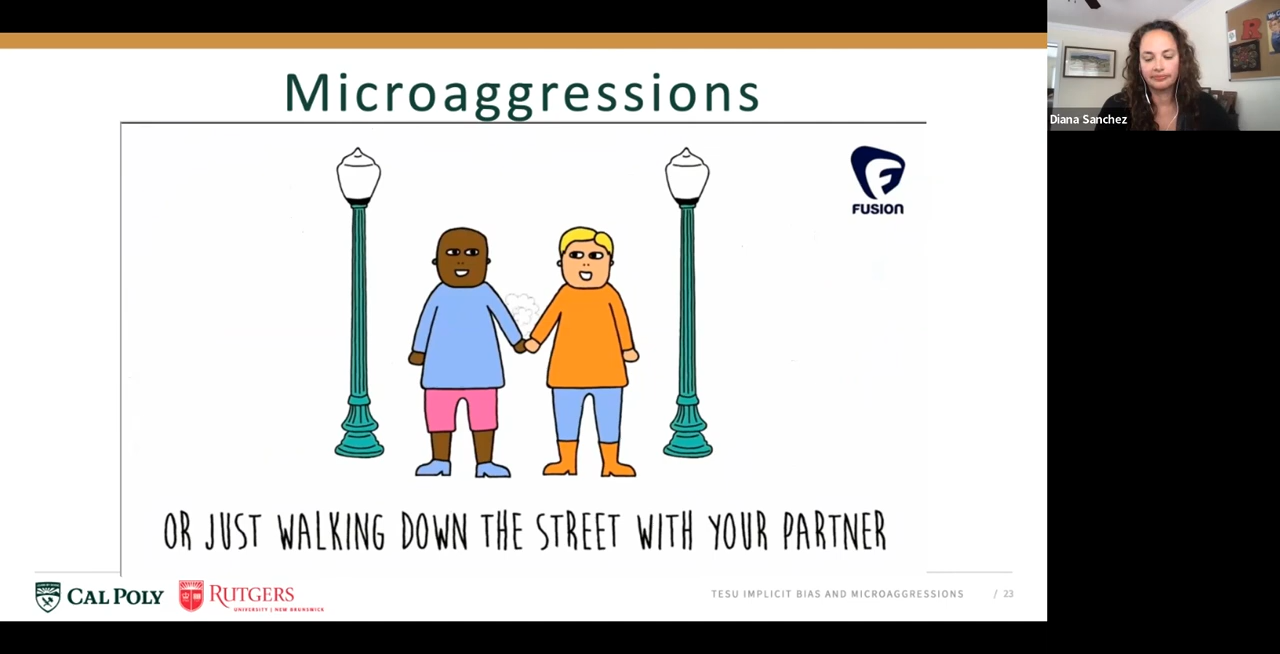 Microaggressions
FUSION
OR JUST WALKING DOWN THE STREET WITH YOUR PARTNER
CAL POLY
RUTGERS
UNIVERSITY | NEW BRUNSWICK
TESU IMPLICIT BIAS AND MICROAGGRESSIONS / 23
Diana Sanchez
R